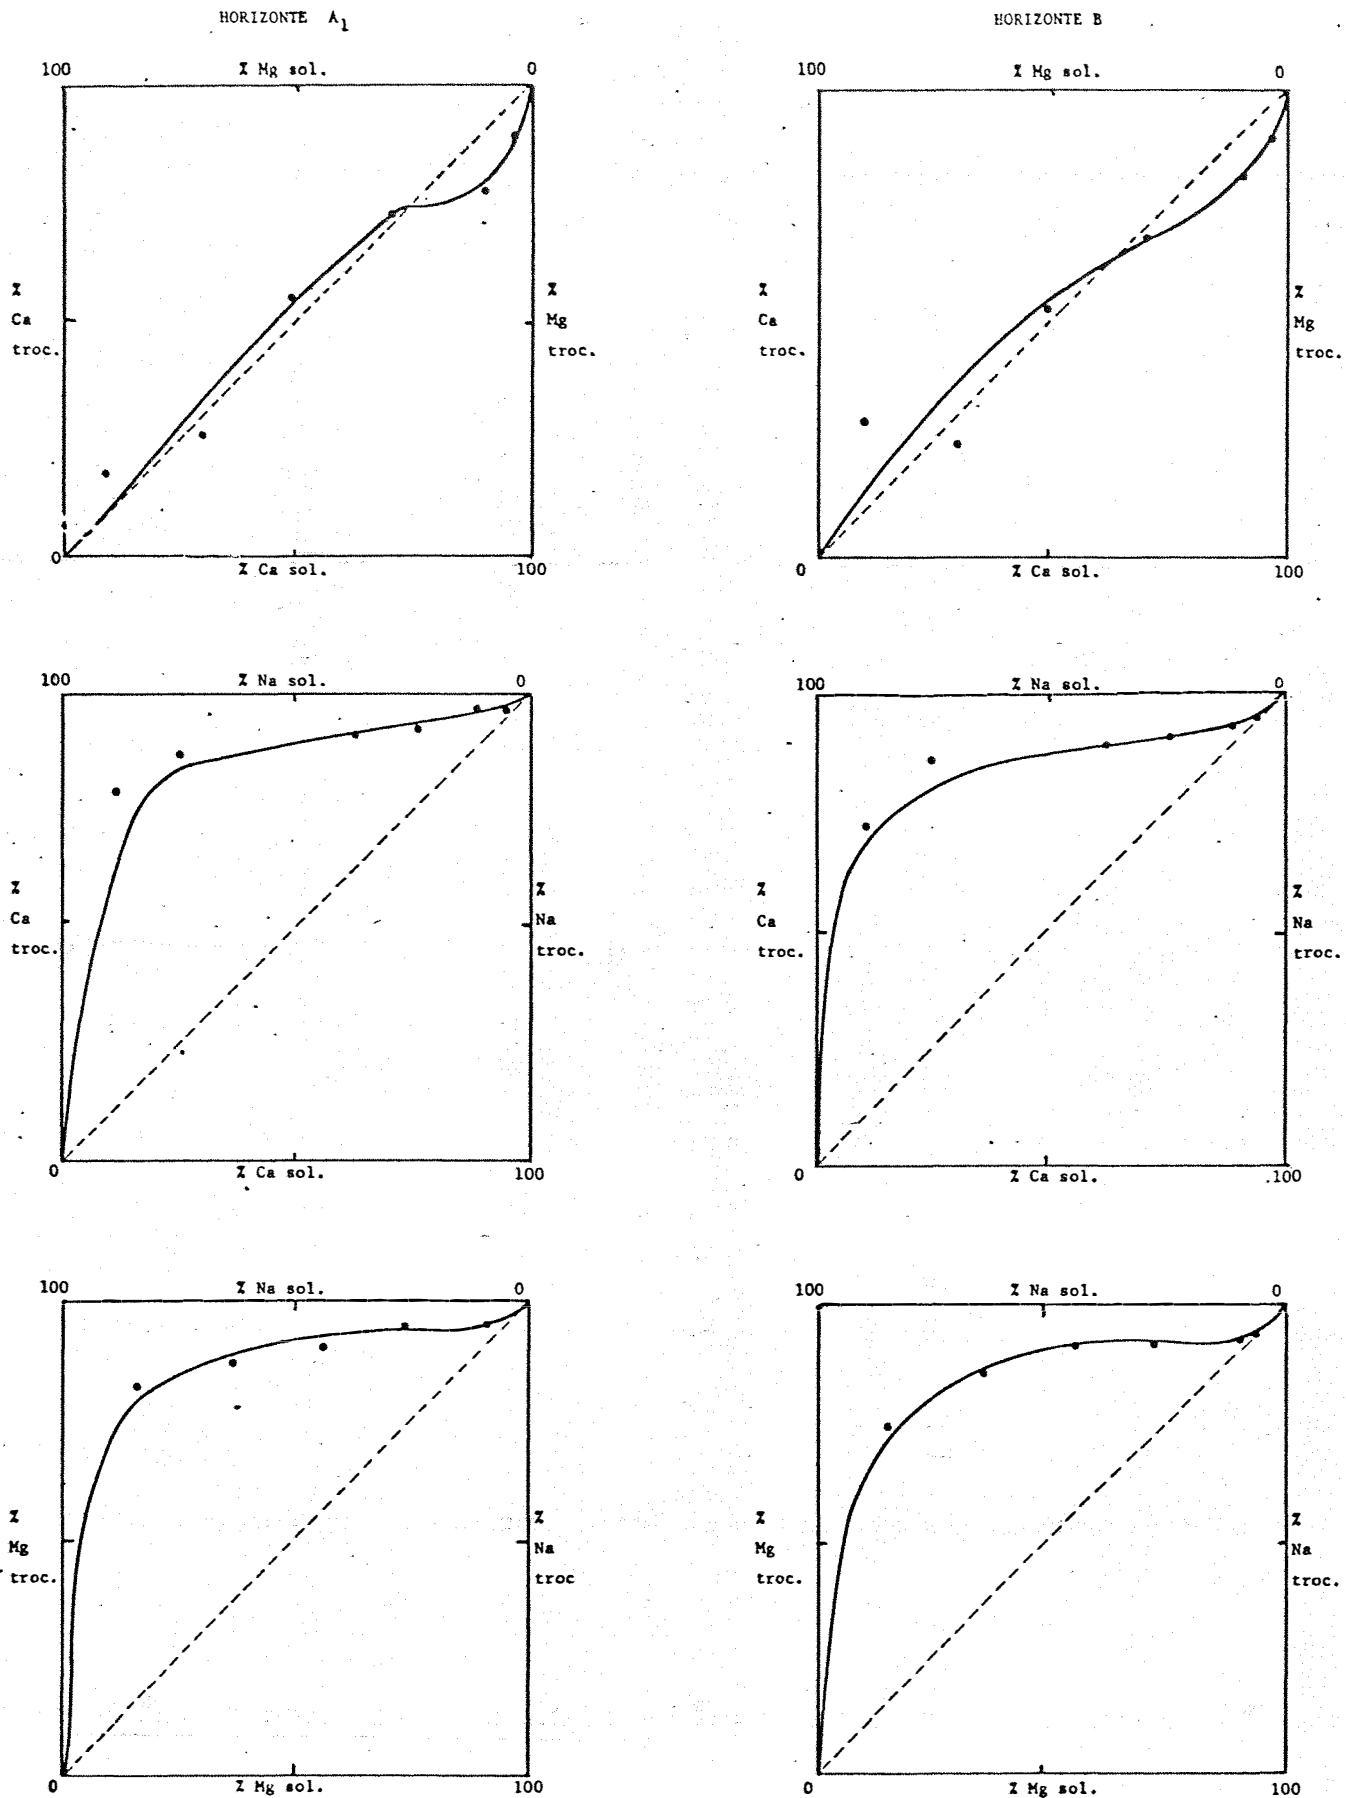 HORIZONTE A1
HORIZONTE B
100 % Mg sol. 0
% Ca troc.
% Mg troc.
0 % Ca sol. 100
100 % Mg sol. 0
% Ca troc.
% Mg troc.
0 % Ca sol. 100
100 % Na sol. 0
% Ca troc.
% Na troc.
0 % Ca sol. 100
100 % Na sol. 0
% Ca troc.
% Na troc.
0 % Ca sol. 100
100 % Na sol. 0
% Mg troc.
% Na troc
0 % Mg sol. 100
100 % Na sol. 0
% Mg troc.
% Na troc.
0 % Mg sol. 100